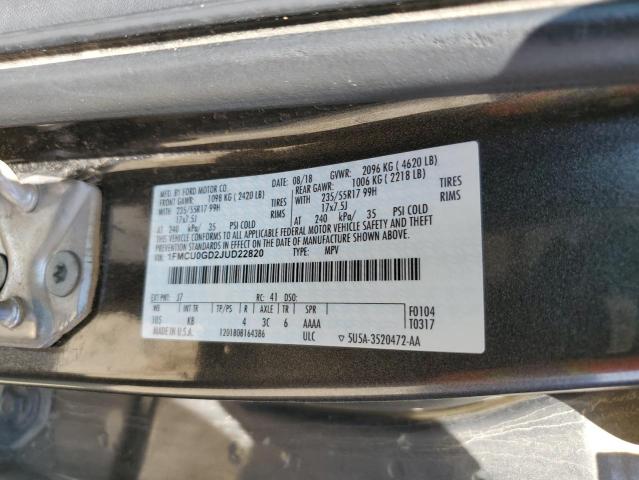 MFD. BY FORD MOTOR CO.
DATE: 08/18 GVWR: 2096 KG ( 4620 LB)
FRONT GAWR: 1098 KG ( 2420 LB) REAR GAWR: 1006 KG ( 2218 LB)
WITH TIRES WITH TIRES
235/55R17 99H 235/55R17 99H
17x7.5J RIMS 17x7.5J RIMS
AT 240 kPa/ 35 PSI COLD AT 240 kPa/ 35 PSI COLD
THIS VEHICLE CONFORMS TO ALL APPLICABLE FEDERAL MOTOR VEHICLE SAFETY AND THEFT
PREVENTION STANDARDS IN EFFECT ON THE DATE OF MANUFACTURE SHOWN ABOVE.
VIN: 1FMCU0GD2JUD22820 TYPE: MPV
EXT PNT: J7 RC: 41 DSO:
WB INT TR TP/PS R AXLE TR SPR
105 KB 4 3C 6 AAAA
F0104
T0317
MADE IN U.S.A. 1201808164386 ULC 5U5A-3520472-AA